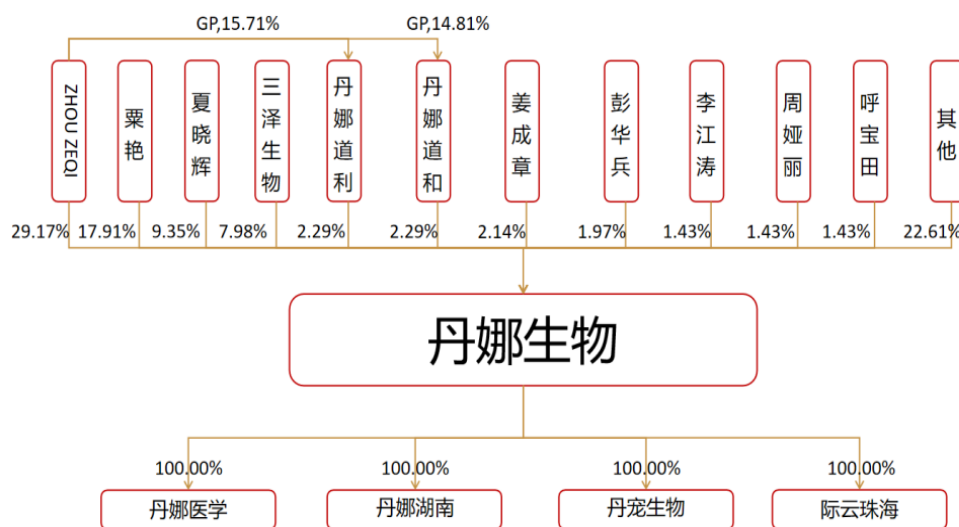 GP,15.71%
GP,14.81%
ZHOU ZEQI
粟艳
夏晓辉
三泽生物
丹娜道利
丹娜道和
姜成章
彭华兵
李江涛
周娅丽
呼宝田
其他
29.17%
17.91%
9.35%
7.98%
2.29%
2.29%
2.14%
1.97%
1.43%
1.43%
1.43%
22.61%
丹娜生物
100.00%
100.00%
100.00%
100.00%
丹娜医学
丹娜湖南
丹宠生物
际云珠海